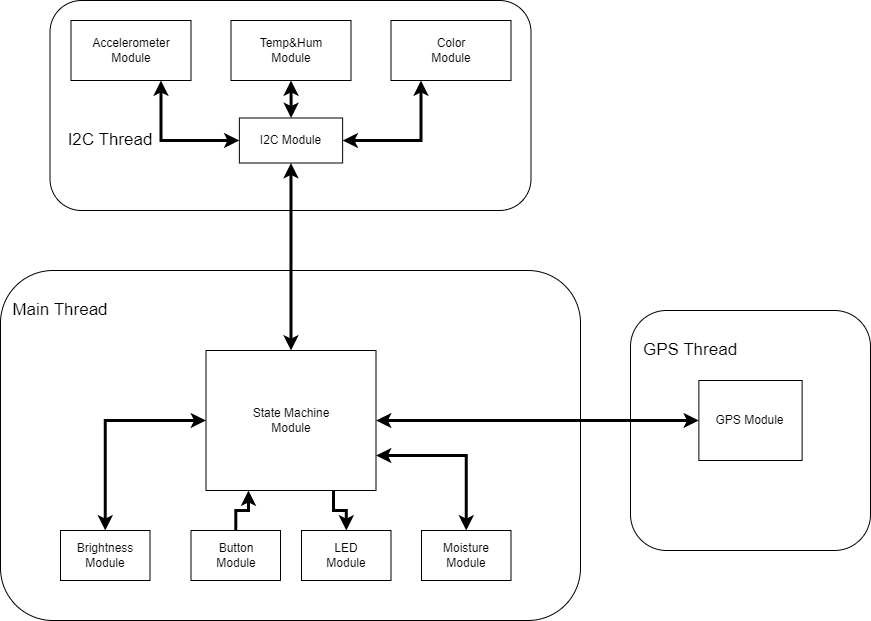 Accelerometer
Module
Temp&Hum
Module
Color
Module
I2C Thread
I2C Module
Main Thread
GPS Thread
State Machine
Module
GPS Module
Brightness
Module
Button
Module
LED
Module
Moisture
Module